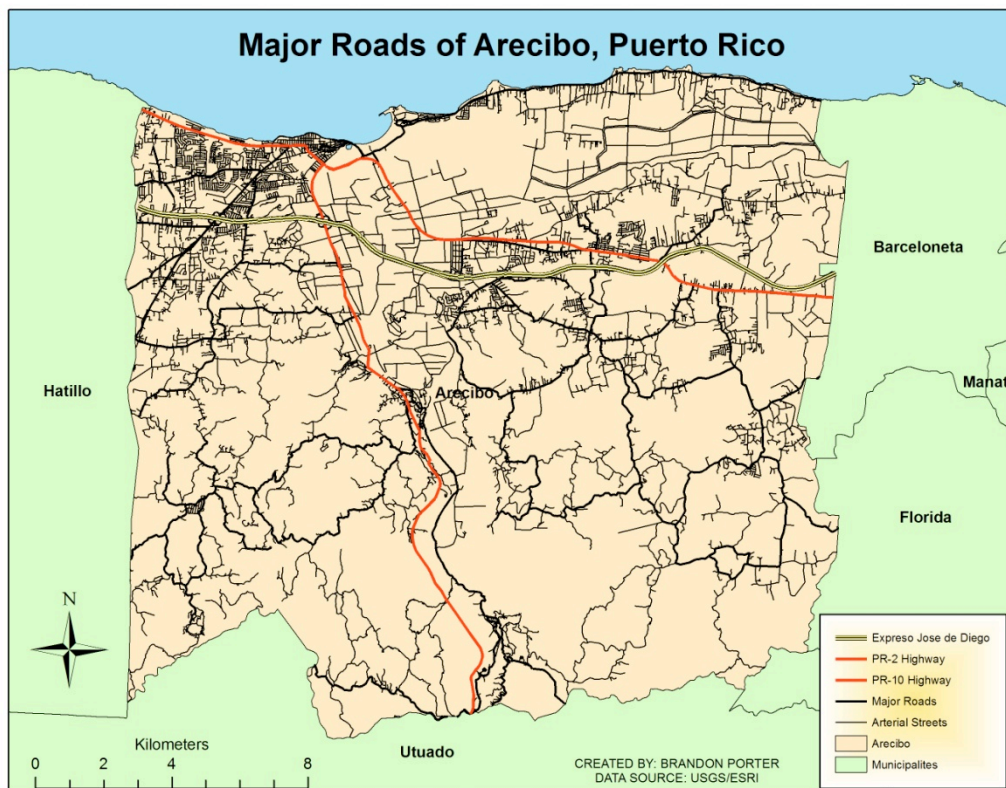 Major Roads of Arecibo, Puerto Rico
Barceloneta
Hatillo
Manat
Arecibo
Florida
N
Expreso Jose de Diego
PR-2 Highway
PR-10 Highway
Major Roads
Arterial Streets
Arecibo
Municipalites
Kilometers
0 2 4 8
Utuado
CREATED BY: BRANDON PORTER
DATA SOURCE: USGS/ESRI